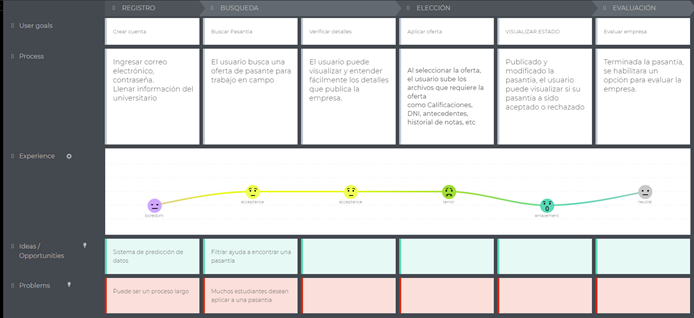 REGISTRO
BUSQUEDA
ELECCIÓN
EVALUACIÓN
User goals
Crear cuenta
Buscar Pasantia
Verificar detalles
Aplicar oferta
VISUALIZAR ESTADO
Evaluar empresa
Process
Ingresar correo
electrónico,
contraseña.
Llenar información del
universitario
El usuario busca una
oferta de pasante para
trabajo en campo
El usuario puede
visualizar y entender
fácilmente los detalles
que publica la
empresa.
Al seleccionar la oferta,
el usuario sube los
archivos que requiere la
oferta
como Calificaciones,
DNI, antecedentes,
historial de notas, etc
Publicado y
modificado la
pasantía, el usuario
puede visualizar si su
pasantía a sido
aceptado o rechazado
Terminada la pasantía,
se habilitara un
opción para evaluar la
empresa.
Experience
boredom
acceptance
acceptance
terror
amazement
neutral
Ideas /
Opportunities
Sistema de predicción de
datos
Filtrar ayuda a encontrar una
pasantía
Problems
Puede ser un proceso largo
Muchos estudiantes desean
aplicar a una pasantía